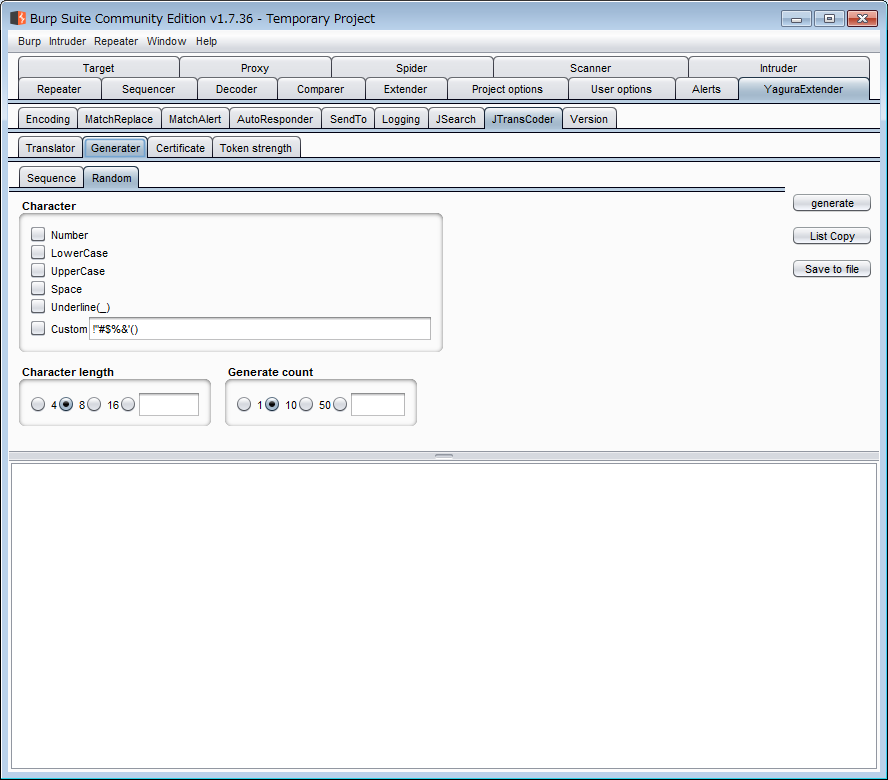 Burp Suite Community Edition v1.7.36 - Temporary Project
Burp Intruder Repeater Window Help
Target Proxy Spider Scanner Intruder
Repeater Sequencer Decoder Comparer Extender Project options User options Alerts YaguraExtender
Encoding MatchReplace MatchAlert AutoResponder SendTo Logging JSearch JTransCoder Version
Translator Generater Certificate Token strength
Sequence Random
Character
generate
Number
List Copy
LowerCase
UpperCase
Save to file
Space
Underline(_)
Custom !"#$%&'()
Character length Generate count
4 8 16 1 10 50